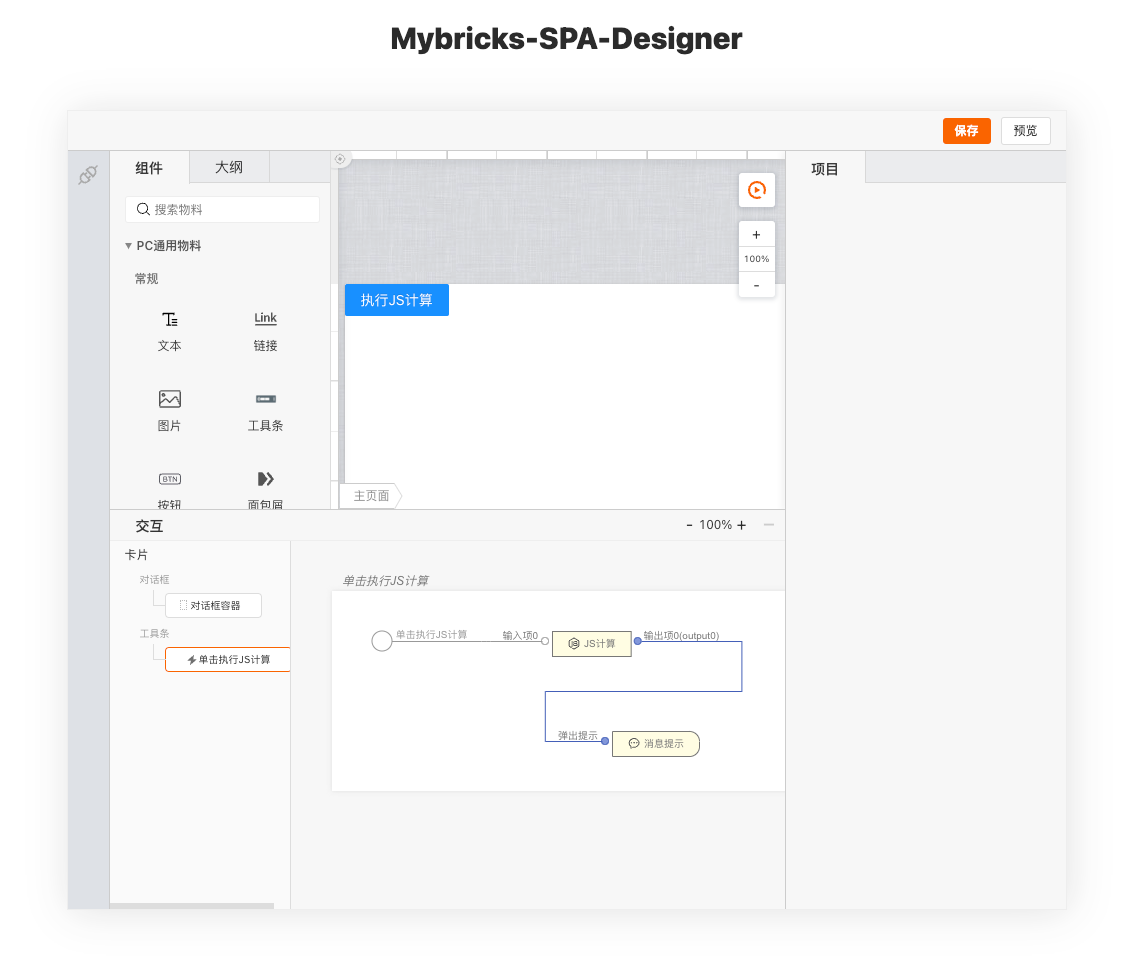 Mybricks-SPA-Designer
保存
预览
组件
大纲
项目
搜索物料
PC通用物料
常规
Link
文本
链接
图片
工具条
BTN
按钮
面包屑
+
100%
-
执行JS计算
主页面
交互
- 100% +
卡片
对话框
对话框容器
工具条
单击执行JS计算
单击执行JS计算
单击执行JS计算
输入项0
JS计算
输出项0(output0)
弹出提示
消息提示